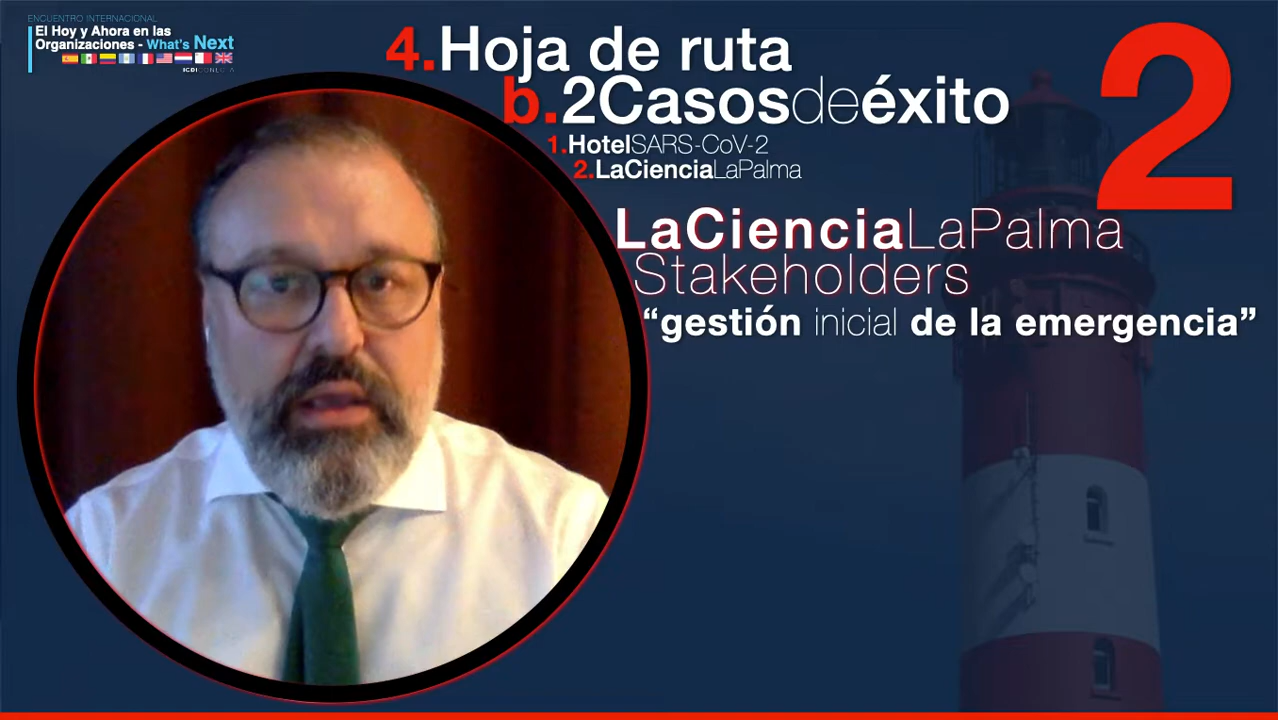 ENCUENTRO INTERNACIONAL
El Hoy y Ahora en las
Organizaciones - What's Next
4.Hoja de ruta
b.2Casosdeéxito
1.HotelSARS-CoV-2
2.LaCienciaLaPalma
2
LaCienciaLaPalma
Stakeholders
“gestión inicial de la emergencia”